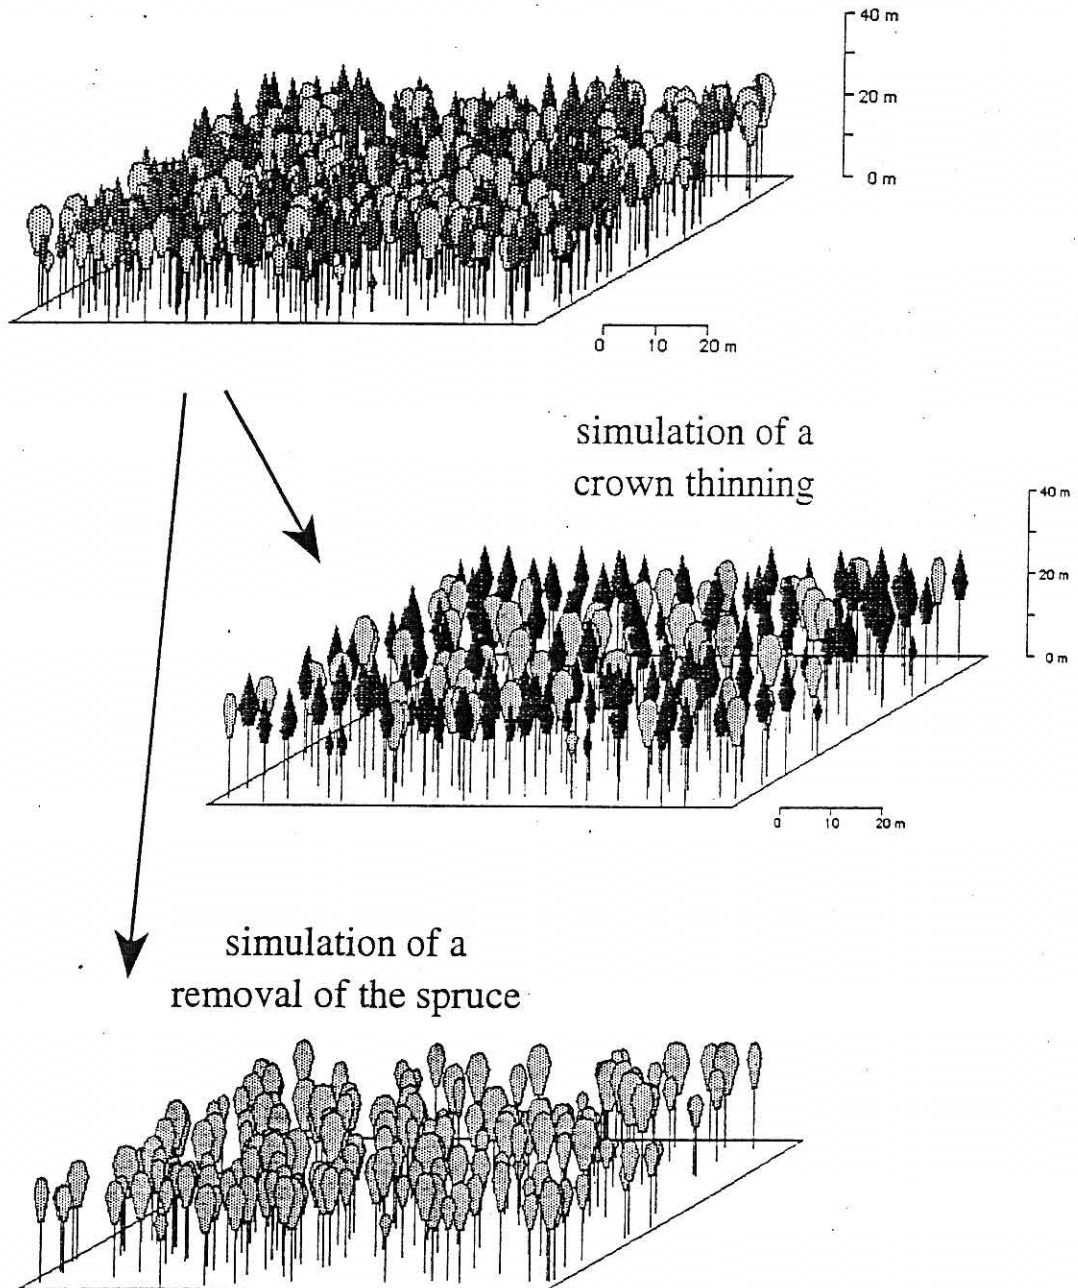 40 m
20 m
0 m
0 10 20 m
simulation of a
crown thinning
40 m
20 m
0 m
0 10 20 m
simulation of a
removal of the spruce